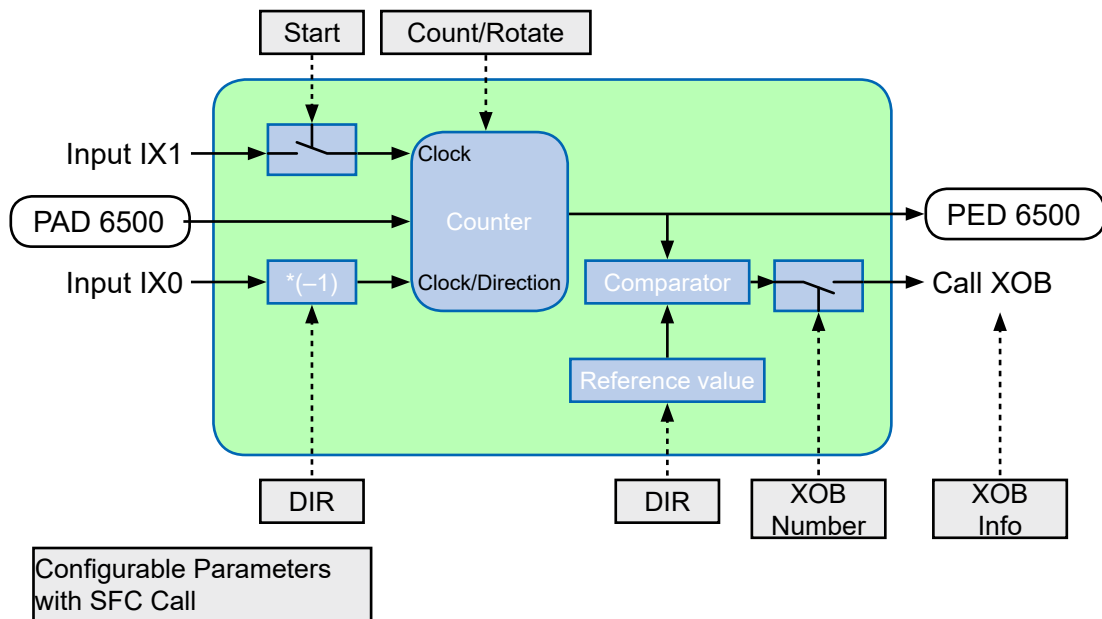 Start
Count/Rotate
Input IX1
Clock
PAD 6500
Counter
PED 6500
Input IX0
*(–1)
Clock/Direction
Comparator
Call XOB
Reference value
DIR
DIR
XOB
Number
XOB
Info
Configurable Parameters
with SFC Call